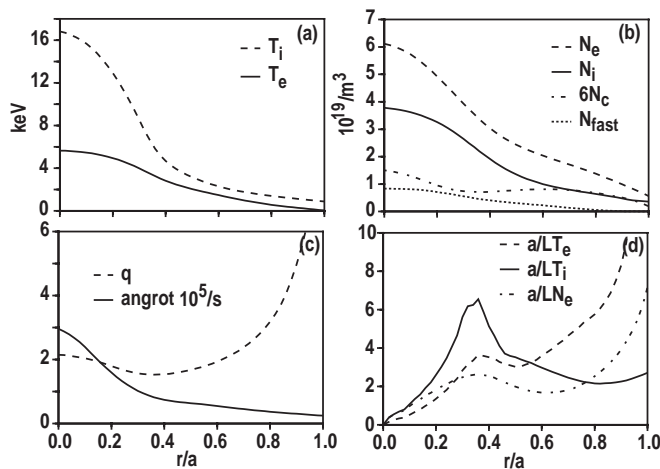 16
12
8
4
0
keV
(a)
T_i
T_e
7
6
5
4
3
2
1
0
10^19/m^3
(b)
N_e
N_i
6N_c
N_fast
6
4
2
0
(c)
q
angrot 10^5/s
0.0 0.2 0.4 0.6 0.8 1.0
r/a
10
8
6
4
2
0
(d)
a/LT_e
a/LT_i
a/LN_e
0.0 0.2 0.4 0.6 0.8 1.0
r/a